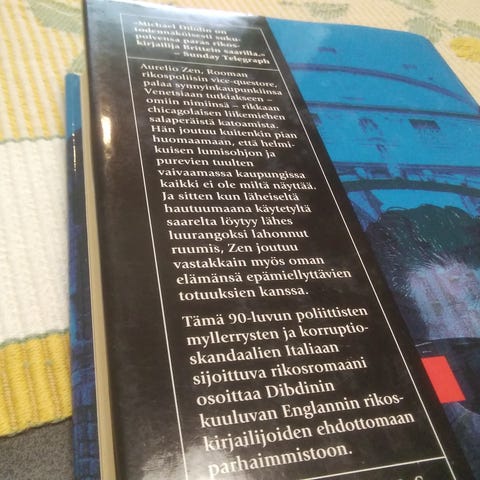 »Michael Dibdin on
todennäköisesti suku-
polvensa paras rikos-
kirjailija Brittein saarilla.»
– Sunday Telegraph
Aurelio Zen, Rooman
rikospoliisin vice-questore,
palaa synnyinkaupunkiinsa
Venetsiaan tutkiakseen –
omiin nimiinsä – rikkaan
chicagolaisen liikemiehen
salaperäistä katoamista.
Hän joutuu kuitenkin pian
huomaamaan, että helmi-
kuisen lumisohjon ja
purevien tuulten
vaivaamassa kaupungissa
kaikki ei ole miltä näyttää.
Ja sitten kun läheiseltä
hautuumaana käytetyltä
saarelta löytyy lähes
luurangoksi lahonnut
ruumis, Zen joutuu
vastakkain myös oman
elämänsä epämiellyttävien
totuuksien kanssa.
Tämä 90-luvun poliittisten
myllerrysten ja korruptio-
skandaalien Italiaan
sijoittuva rikosromaani
osoittaa Dibdinin
kuuluvan Englannin rikos-
kirjailijoiden ehdottomaan
parhaimmistoon.